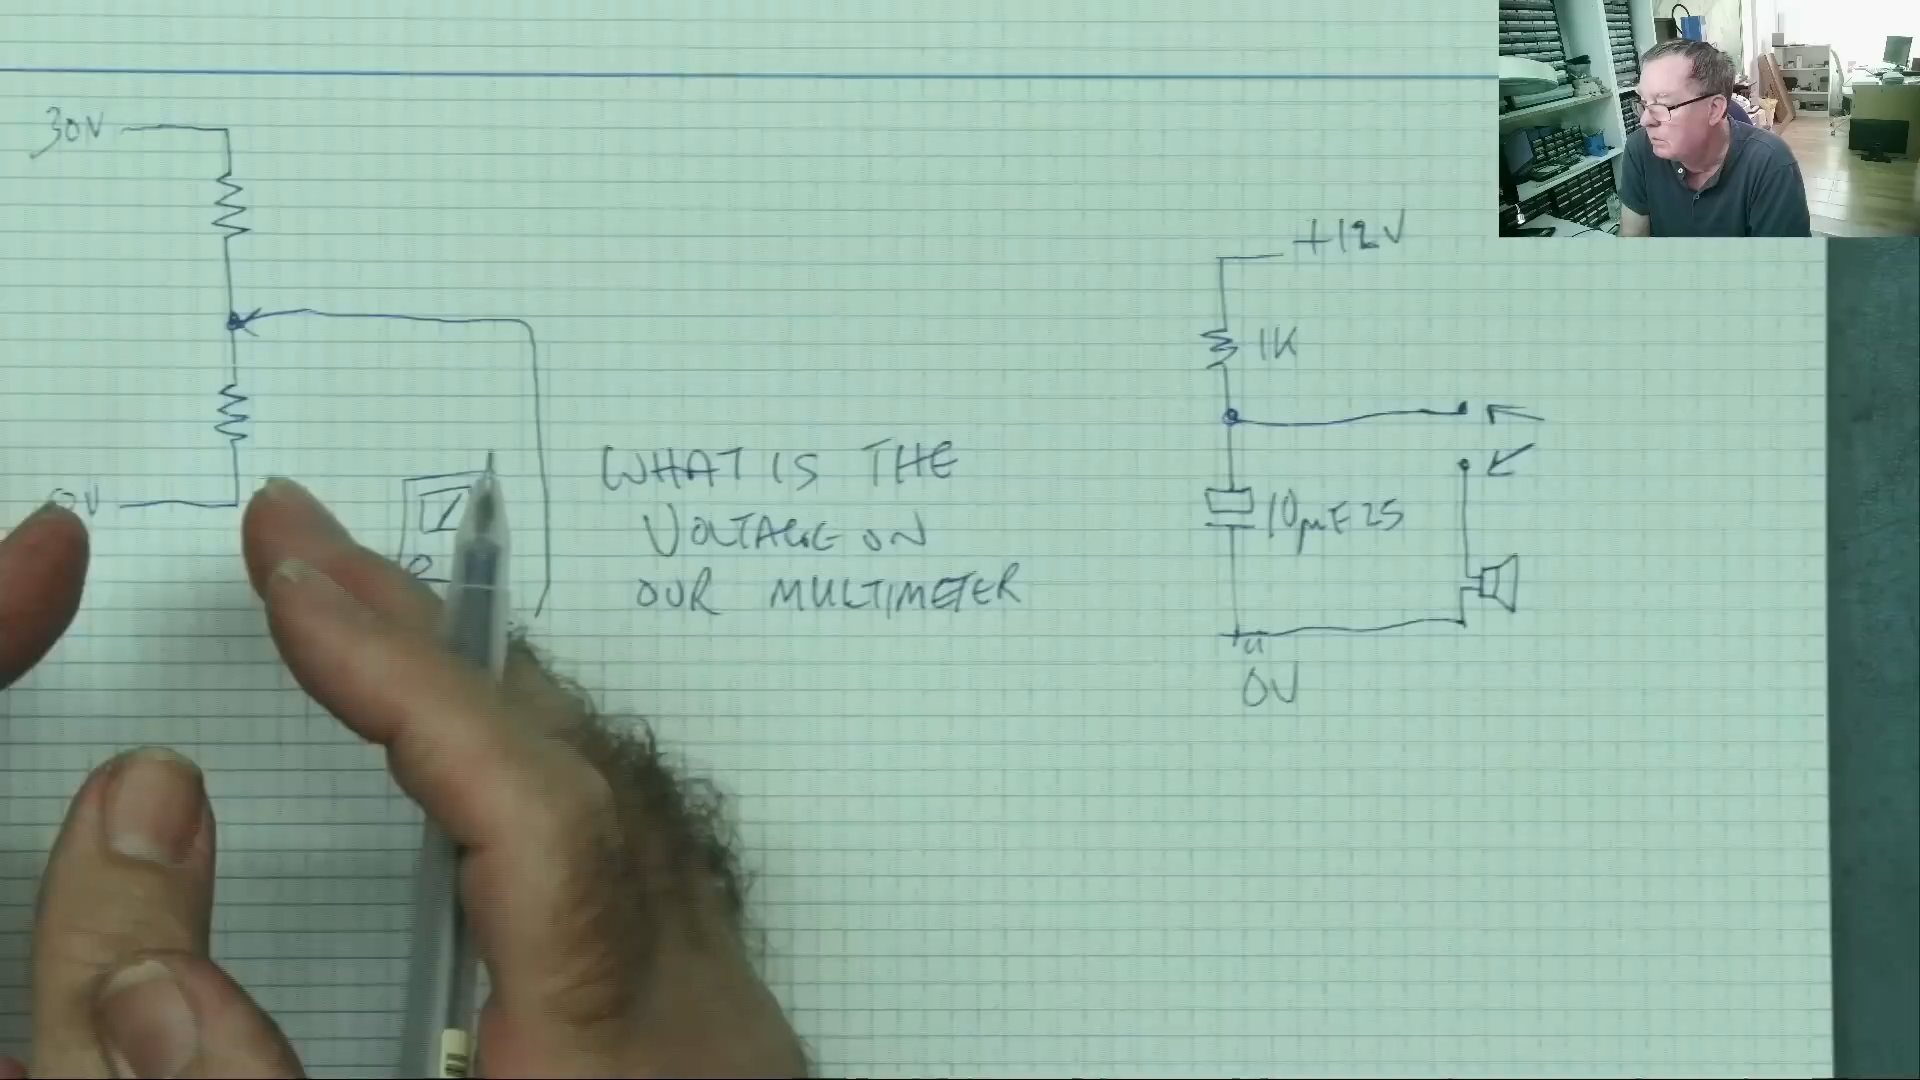 30V
0V
WHAT IS THE
VOLTAGE ON
OUR MULTIMETER
+12V
1K
10µF 25
0V